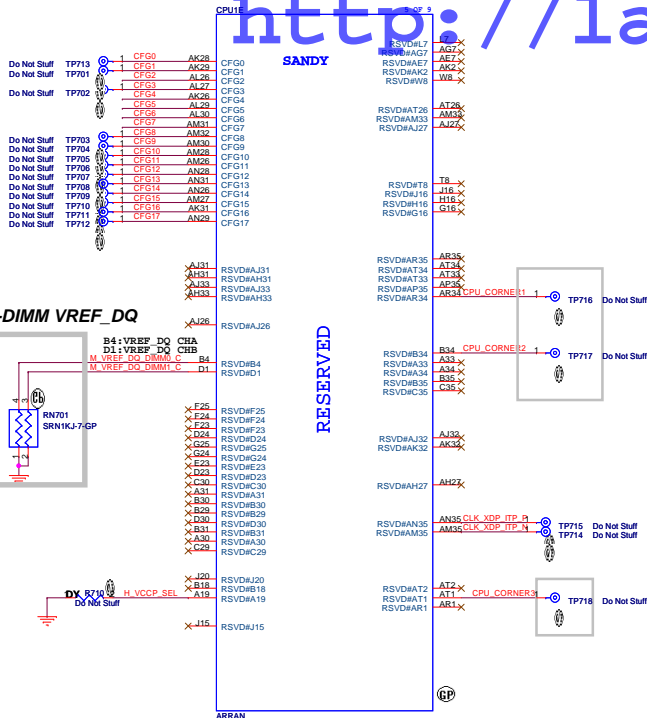 http://la
CPU1E 5 OF 9
SANDY
RESERVED
Do Not Stuff TP713 1 CFG0 AK28 CFG0
Do Not Stuff TP701 1 CFG1 AK29 CFG1
CFG2 AL26 CFG2
Do Not Stuff TP702 1 CFG3 AL27 CFG3
CFG4 AK26 CFG4
CFG5 AL29 CFG5
CFG6 AL30 CFG6
CFG7 AM31 CFG7
Do Not Stuff TP703 1 CFG8 AM32 CFG8
Do Not Stuff TP704 1 CFG9 AM30 CFG9
Do Not Stuff TP705 1 CFG10 AM28 CFG10
Do Not Stuff TP706 1 CFG11 AM26 CFG11
Do Not Stuff TP707 1 CFG12 AN28 CFG12
Do Not Stuff TP708 1 CFG13 AN31 CFG13
Do Not Stuff TP709 1 CFG14 AN26 CFG14
Do Not Stuff TP710 1 CFG15 AM27 CFG15
Do Not Stuff TP711 1 CFG16 AK31 CFG16
Do Not Stuff TP712 1 CFG17 AN29 CFG17
AJ31 RSVD#AJ31
AH31 RSVD#AH31
AJ33 RSVD#AJ33
AH33 RSVD#AH33
AJ26 RSVD#AJ26
-DIMM VREF_DQ
B4:VREF_DQ CHA
D1:VREF_DQ CHB
M_VREF_DQ_DIMM0_C B4 RSVD#B4
M_VREF_DQ_DIMM1_C D1 RSVD#D1
4 3
RN701
SRN1KJ-7-GP
1 2
F25 RSVD#F25
F24 RSVD#F24
F23 RSVD#F23
D24 RSVD#D24
G25 RSVD#G25
G24 RSVD#G24
E23 RSVD#E23
D23 RSVD#D23
C30 RSVD#C30
A31 RSVD#A31
B30 RSVD#B30
B29 RSVD#B29
D30 RSVD#D30
B31 RSVD#B31
A30 RSVD#A30
C29 RSVD#C29
J20 RSVD#J20
B18 RSVD#B18
DY R710 H_VCCP_SEL A19 RSVD#A19
Do Not Stuff
J15 RSVD#J15
RSVD#L7 L7
RSVD#AG7 AG7
RSVD#AE7 AE7
RSVD#AK2 AK2
RSVD#W8 W8
RSVD#AT26 AT26
RSVD#AM33 AM33
RSVD#AJ27 AJ27
RSVD#T8 T8
RSVD#J16 J16
RSVD#H16 H16
RSVD#G16 G16
RSVD#AR35 AR35
RSVD#AT34 AT34
RSVD#AT33 AT33
RSVD#AP35 AP35
RSVD#AR34 AR34 CPU_CORNER1 1 TP716 Do Not Stuff
RSVD#B34 B34 CPU_CORNER2 1 TP717 Do Not Stuff
RSVD#A33 A33
RSVD#A34 A34
RSVD#B35 B35
RSVD#C35 C35
RSVD#AJ32 AJ32
RSVD#AK32 AK32
RSVD#AH27 AH27
RSVD#AN35 AN35 CLK_XDP_ITP_P 1 TP715 Do Not Stuff
RSVD#AM35 AM35 CLK_XDP_ITP_N 1 TP714 Do Not Stuff
RSVD#AT2 AT2
RSVD#AT1 AT1 CPU_CORNER3 1 TP718 Do Not Stuff
RSVD#AR1 AR1
GP
ARRAN